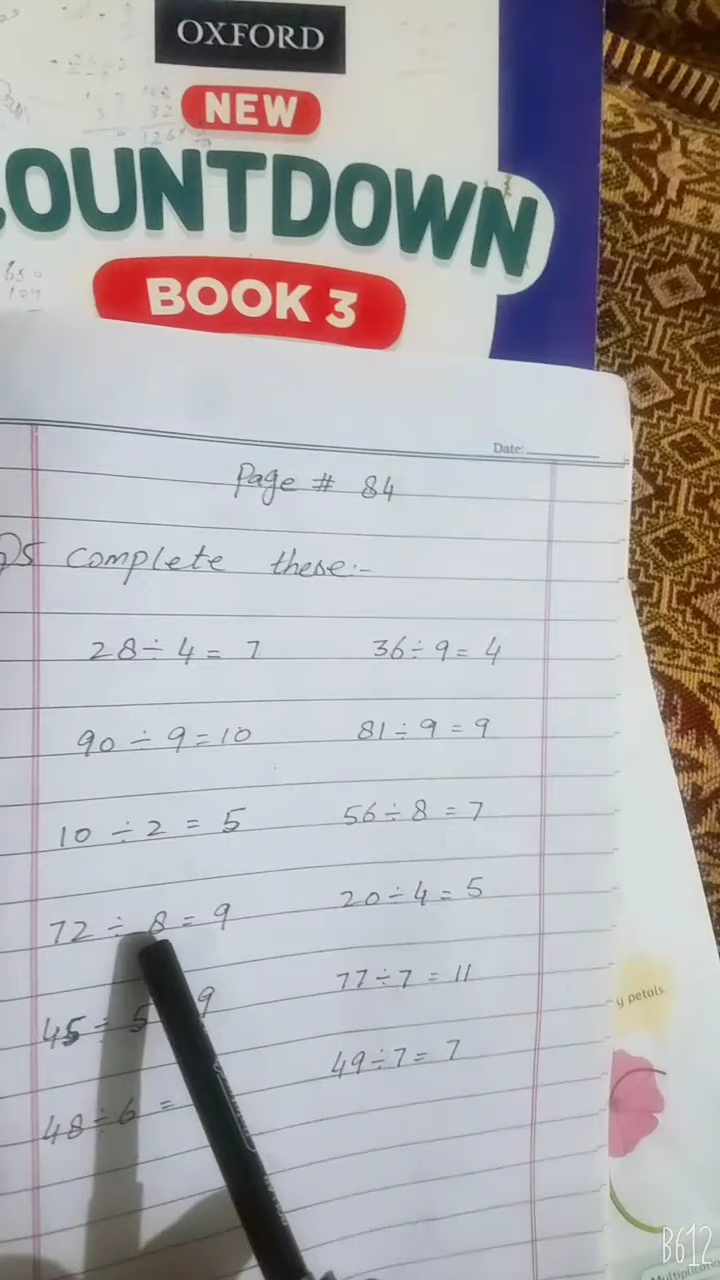 OXFORD
NEW
COUNTDOWN
BOOK 3
Date:
Page # 84
Q5 Complete these:-
28 ÷ 4 = 7
36 ÷ 9 = 4
90 ÷ 9 = 10
81 ÷ 9 = 9
10 ÷ 2 = 5
56 ÷ 8 = 7
72 ÷ 8 = 9
20 ÷ 4 = 5
45 ÷ 5 9
77 ÷ 7 = 11
48 ÷ 6 =
49 ÷ 7 = 7
y petals
B612